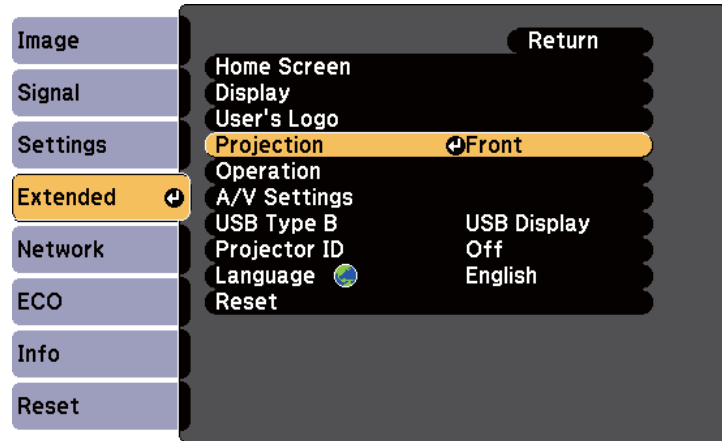 Image
Signal
Settings
Extended
Network
ECO
Info
Reset
Return
Home Screen
Display
User's Logo
Projection Front
Operation
A/V Settings
USB Type B USB Display
Projector ID Off
Language English
Reset